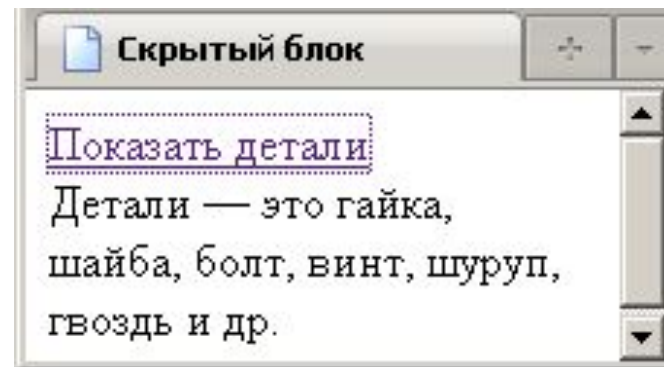 Скрытый блок
Показать детали
Детали — это гайка,
шайба, болт, винт, шуруп,
гвоздь и др.